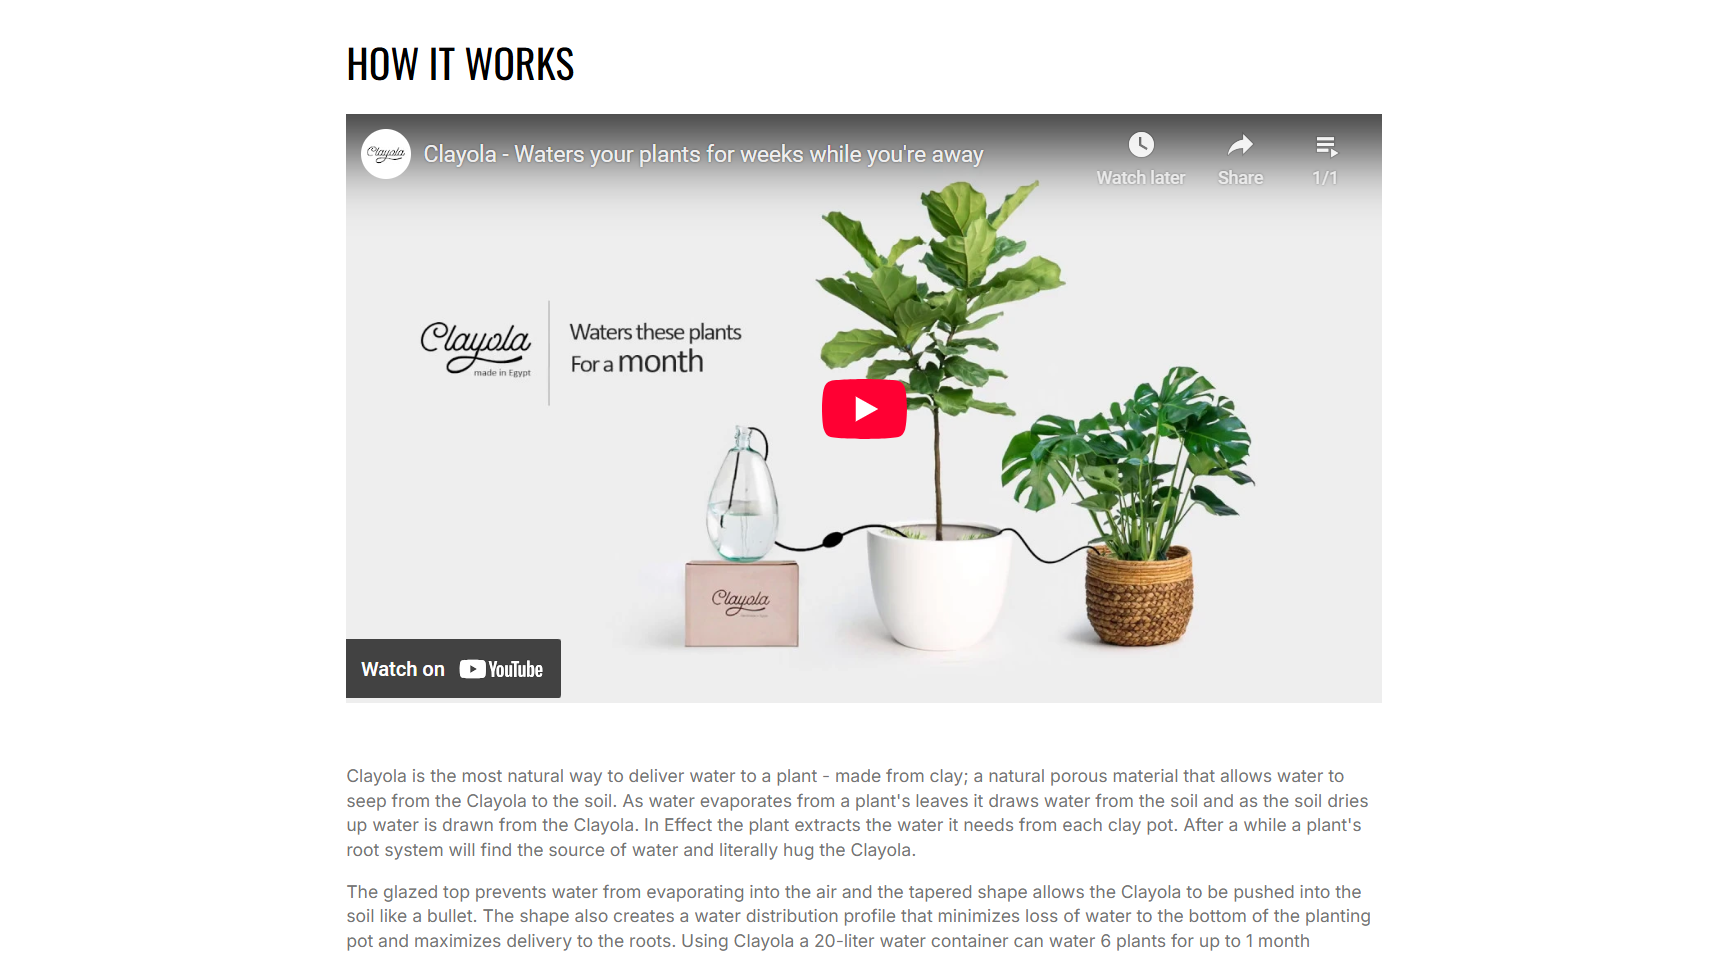 HOW IT WORKS
Clayola
Clayola - Waters your plants for weeks while you're away
Watch later
Share
1/1
Clayola
made in Egypt
Waters these plants
For a month
Clayola
Watch on YouTube
Clayola is the most natural way to deliver water to a plant - made from clay; a natural porous material that allows water to
seep from the Clayola to the soil. As water evaporates from a plant's leaves it draws water from the soil and as the soil dries
up water is drawn from the Clayola. In Effect the plant extracts the water it needs from each clay pot. After a while a plant's
root system will find the source of water and literally hug the Clayola.
The glazed top prevents water from evaporating into the air and the tapered shape allows the Clayola to be pushed into the
soil like a bullet. The shape also creates a water distribution profile that minimizes loss of water to the bottom of the planting
pot and maximizes delivery to the roots. Using Clayola a 20-liter water container can water 6 plants for up to 1 month